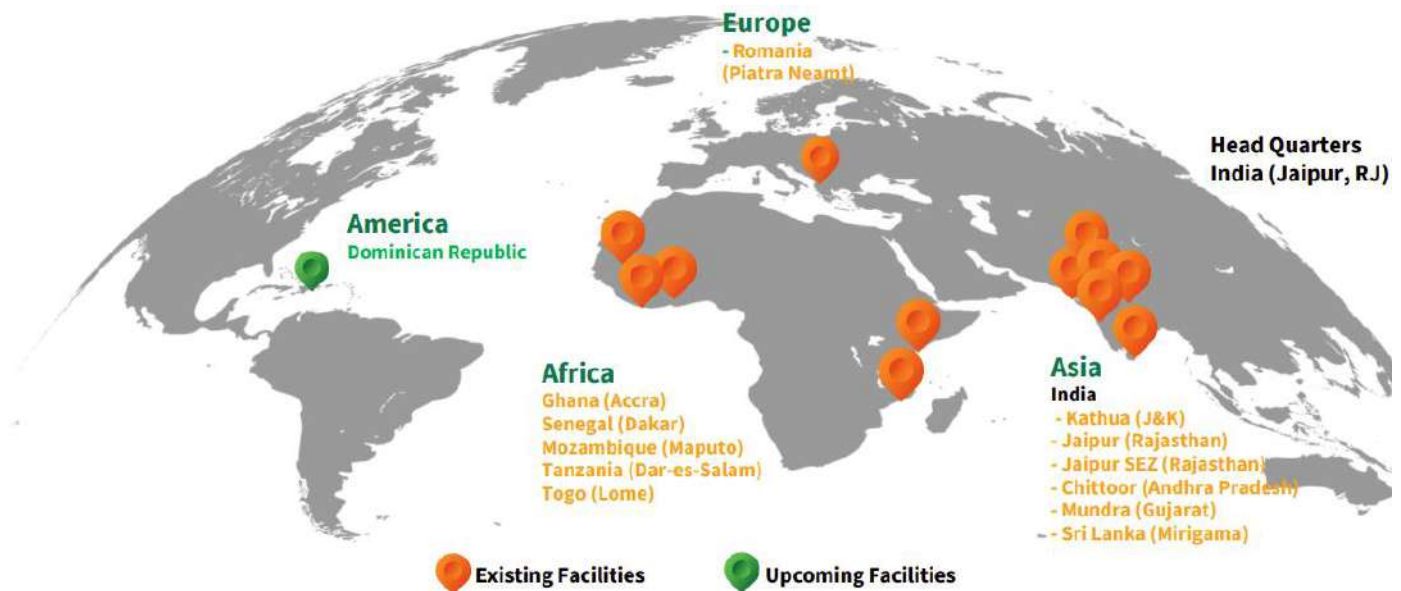 Europe
- Romania
(Piatra Neamt)
Head Quarters
India (Jaipur, RJ)
America
Dominican Republic
Africa
Ghana (Accra)
Senegal (Dakar)
Mozambique (Maputo)
Tanzania (Dar-es-Salam)
Togo (Lome)
Asia
India
- Kathua (J&K)
- Jaipur (Rajasthan)
- Jaipur SEZ (Rajasthan)
- Chittoor (Andhra Pradesh)
- Mundra (Gujarat)
- Sri Lanka (Mirigama)
Existing Facilities
Upcoming Facilities